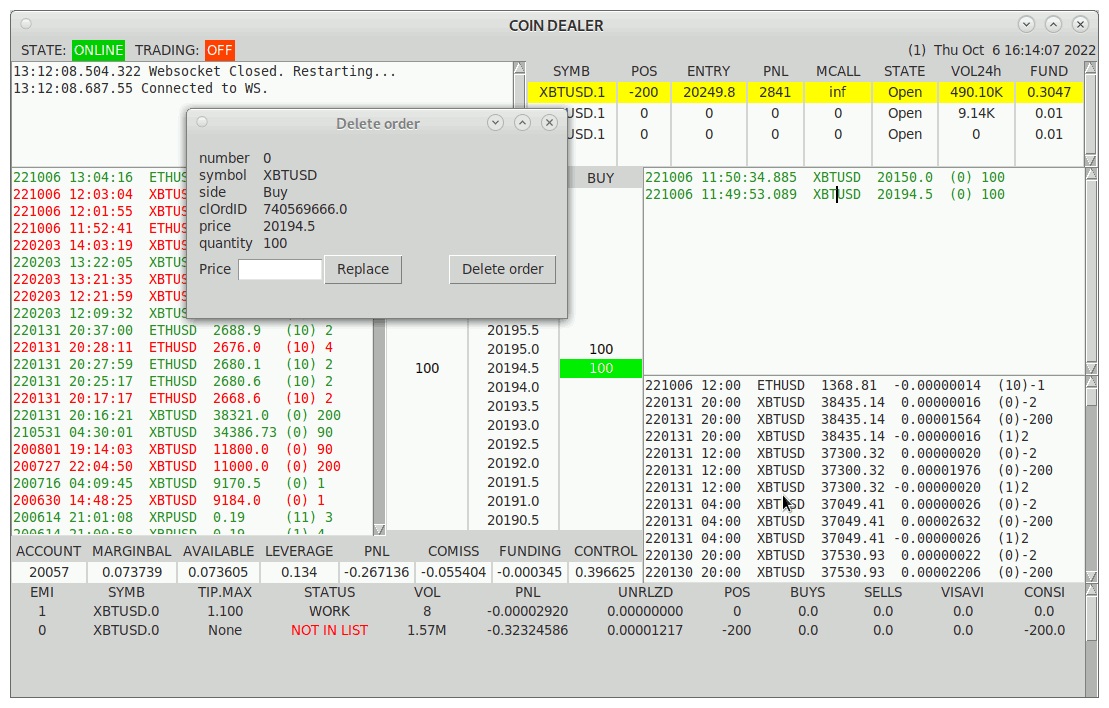 COIN DEALER
STATE: ONLINE TRADING: OFF
(1) Thu Oct 6 16:14:07 2022
13:12:08.504.322 Websocket Closed. Restarting...
13:12:08.687.55 Connected to WS.
SYMB POS ENTRY PNL MCALL STATE VOL24h FUND
XBTUSD.1 -200 20249.8 2841 inf Open 490.10K 0.3047
USD.1 0 0 0 0 Open 9.14K 0.01
USD.1 0 0 0 0 Open 0 0.01
Delete order
number 0
symbol XBTUSD
side Buy
clOrdID 740569666.0
price 20194.5
quantity 100
Price Replace Delete order
221006 13:04:16 ETHUS
221006 12:03:04 XBTUS
221006 12:01:55 XBTUS
221006 11:52:41 ETHUS
220203 14:03:19 XBTUS
220203 13:22:05 XBTUS
220203 13:21:35 XBTUS
220203 12:21:59 XBTUS
220203 12:09:32 XBTUS
220131 20:37:00 ETHUSD 2688.9 (10) 2
220131 20:28:11 ETHUSD 2676.0 (10) 4
220131 20:27:59 ETHUSD 2680.1 (10) 2
220131 20:25:17 ETHUSD 2680.6 (10) 2
220131 20:17:17 ETHUSD 2668.6 (10) 2
220131 20:16:21 XBTUSD 38321.0 (0) 200
210531 04:30:01 XBTUSD 34386.73 (0) 90
200801 19:14:03 XBTUSD 11800.0 (0) 90
200727 22:04:50 XBTUSD 11000.0 (0) 200
200716 04:09:45 XBTUSD 9170.5 (0) 1
200630 14:48:25 XBTUSD 9184.0 (0) 1
200614 21:01:08 XRPUSD 0.19 (11) 3
BUY
20195.5
20195.0 100
100 20194.5 100
20194.0
20193.5
20193.0
20192.5
20192.0
20191.5
20191.0
20190.5
221006 11:50:34.885 XBTUSD 20150.0 (0) 100
221006 11:49:53.089 XBTUSD 20194.5 (0) 100
221006 12:00 ETHUSD 1368.81 -0.00000014 (10)-1
220131 20:00 XBTUSD 38435.14 0.00000016 (0)-2
220131 20:00 XBTUSD 38435.14 0.00001564 (0)-200
220131 20:00 XBTUSD 38435.14 -0.00000016 (1)2
220131 12:00 XBTUSD 37300.32 0.00000020 (0)-2
220131 12:00 XBTUSD 37300.32 0.00001976 (0)-200
220131 12:00 XBTUSD 37300.32 -0.00000020 (1)2
220131 04:00 XBTUSD 37049.41 0.00000026 (0)-2
220131 04:00 XBTUSD 37049.41 0.00002632 (0)-200
220131 04:00 XBTUSD 37049.41 -0.00000026 (1)2
220130 20:00 XBTUSD 37530.93 0.00000022 (0)-2
220130 20:00 XBTUSD 37530.93 0.00002206 (0)-200
ACCOUNT MARGINBAL AVAILABLE LEVERAGE PNL COMISS FUNDING CONTROL
20057 0.073739 0.073605 0.134 -0.267136 -0.055404 -0.000345 0.396625
EMI SYMB TIP.MAX STATUS VOL PNL UNRLZD POS BUYS SELLS VISAVI CONSI
1 XBTUSD.0 1.100 WORK 8 -0.00002920 0.00000000 0 0.0 0.0 0.0 0.0
0 XBTUSD.0 None NOT IN LIST 1.57M -0.32324586 0.00001217 -200 0.0 0.0 0.0 -200.0